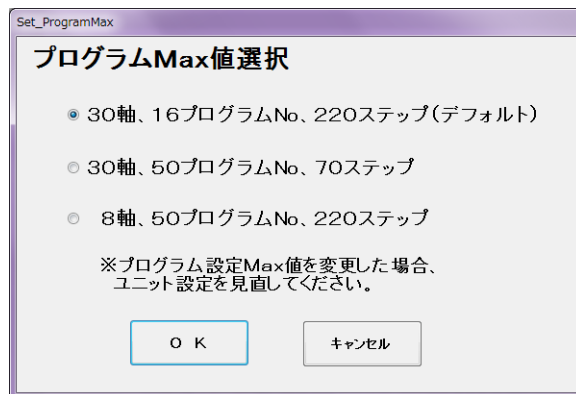 Set_ProgramMax
プログラムMax値選択
30軸、16プログラムNo、220ステップ(デフォルト)
30軸、50プログラムNo、70ステップ
8軸、50プログラムNo、220ステップ
※プログラム設定Max値を変更した場合、
ユニット設定を見直してください。
OK
キャンセル